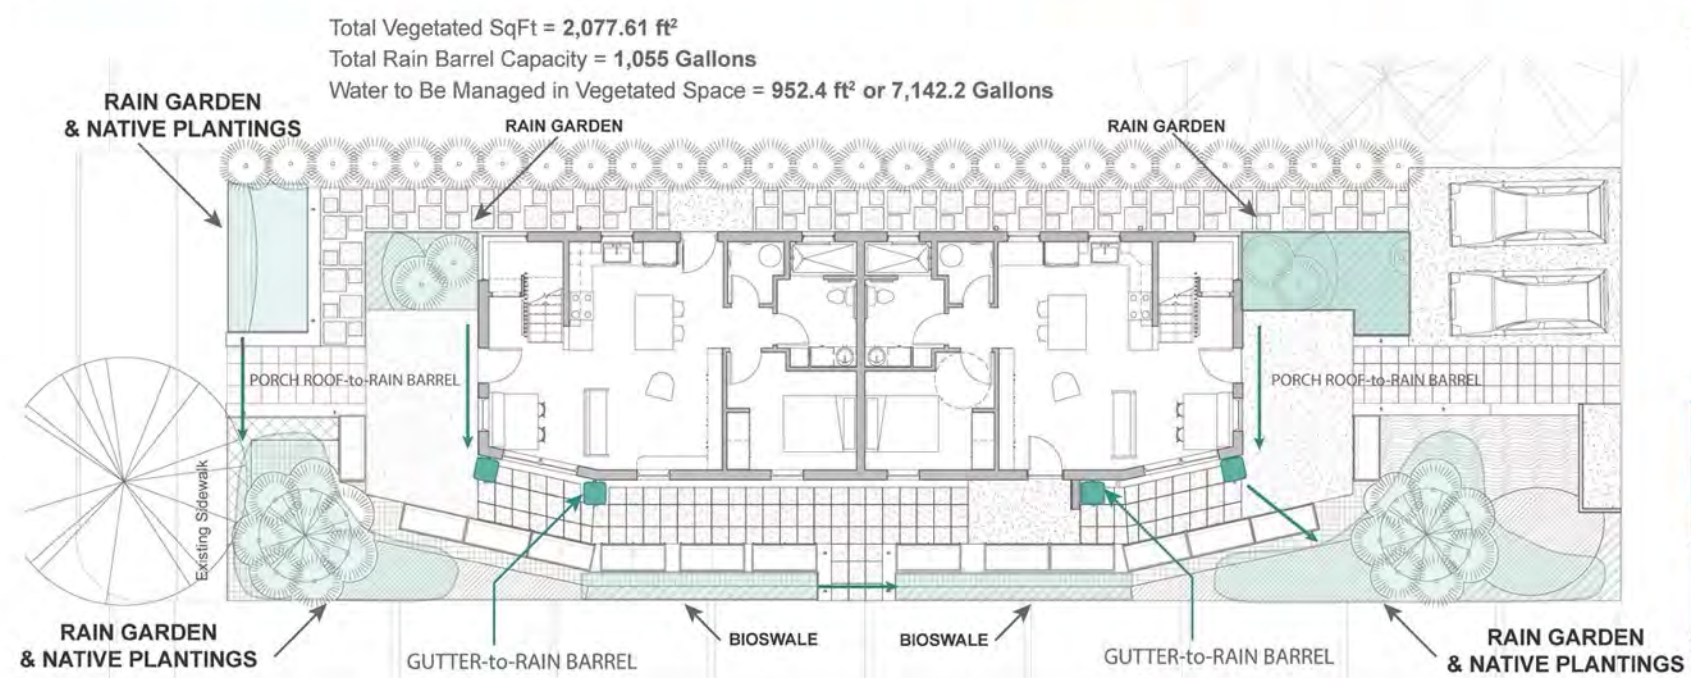 Total Vegetated SqFt = 2,077.61 ft²
Total Rain Barrel Capacity = 1,055 Gallons
Water to Be Managed in Vegetated Space = 952.4 ft² or 7,142.2 Gallons
RAIN GARDEN
& NATIVE PLANTINGS
RAIN GARDEN
RAIN GARDEN
PORCH ROOF-to-RAIN BARREL
PORCH ROOF-to-RAIN BARREL
Existing Sidewalk
RAIN GARDEN
& NATIVE PLANTINGS
GUTTER-to-RAIN BARREL
BIOSWALE
BIOSWALE
GUTTER-to-RAIN BARREL
RAIN GARDEN
& NATIVE PLANTINGS